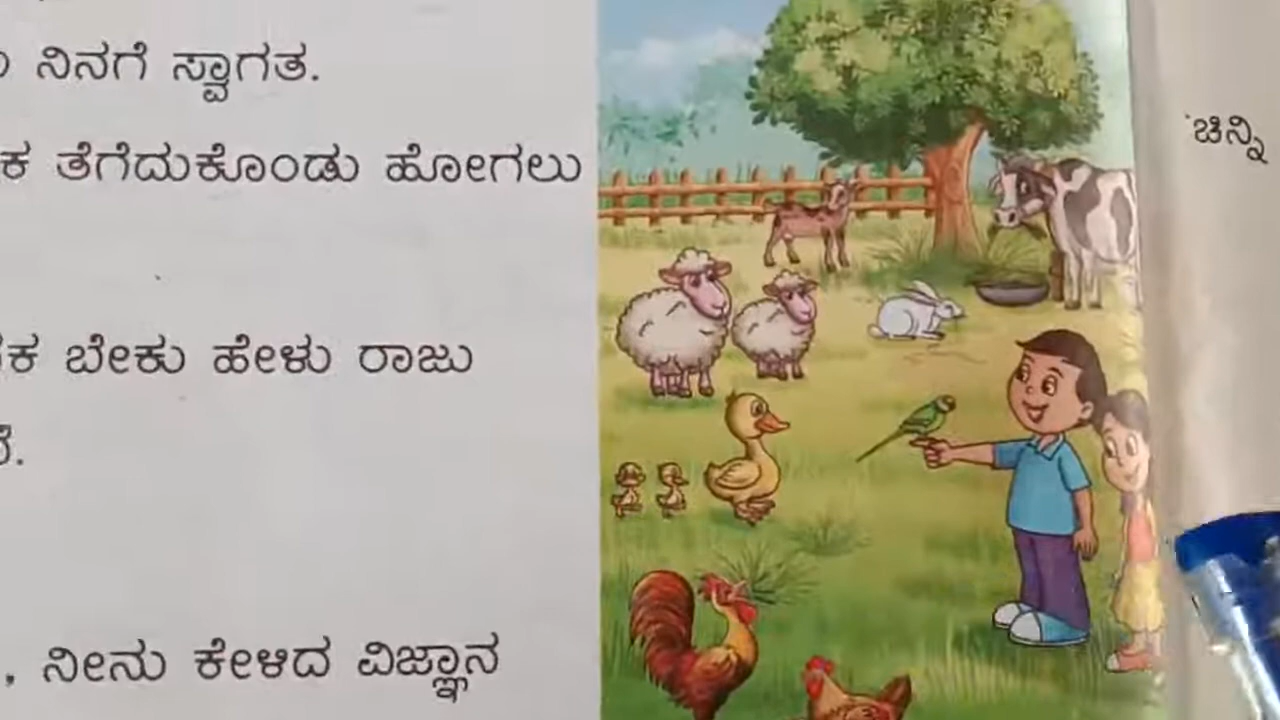 ನಿನಗೆ ಸ್ವಾಗತ.
ತೆಗೆದುಕೊಂಡು ಹೋಗಲು
ಬೇಕು ಹೇಳು ರಾಜು
, ನೀನು ಕೇಳಿದ ವಿಜ್ಞಾನ
ಚಿನ್ನಿ